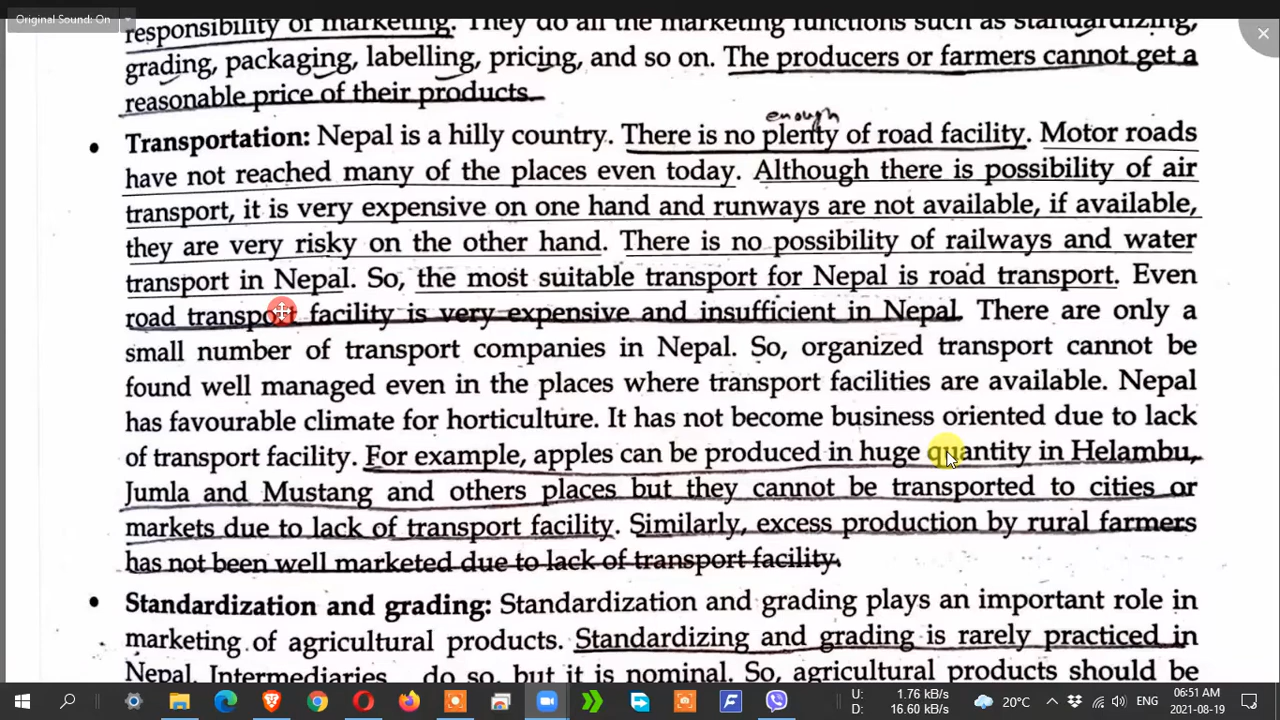 Original Sound: On
responsibility of marketing. They do all the marketing functions such as standardizing,
grading, packaging, labelling, pricing, and so on. The producers or farmers cannot get a
reasonable price of their products.
enough
• Transportation: Nepal is a hilly country. There is no plenty of road facility. Motor roads
have not reached many of the places even today. Although there is possibility of air
transport, it is very expensive on one hand and runways are not available, if available,
they are very risky on the other hand. There is no possibility of railways and water
transport in Nepal. So, the most suitable transport for Nepal is road transport. Even
road transport facility is very expensive and insufficient in Nepal. There are only a
small number of transport companies in Nepal. So, organized transport cannot be
found well managed even in the places where transport facilities are available. Nepal
has favourable climate for horticulture. It has not become business oriented due to lack
of transport facility. For example, apples can be produced in huge quantity in Helambu,
Jumla and Mustang and others places but they cannot be transported to cities or
markets due to lack of transport facility. Similarly, excess production by rural farmers
has not been well marketed due to lack of transport facility.
• Standardization and grading: Standardization and grading plays an important role in
marketing of agricultural products. Standardizing and grading is rarely practiced in
Nepal. Intermediaries do so, but it is nominal. So, agricultural products should be
U: 1.76 kB/s
D: 16.60 kB/s
20°C
ENG
06:51 AM
2021-08-19